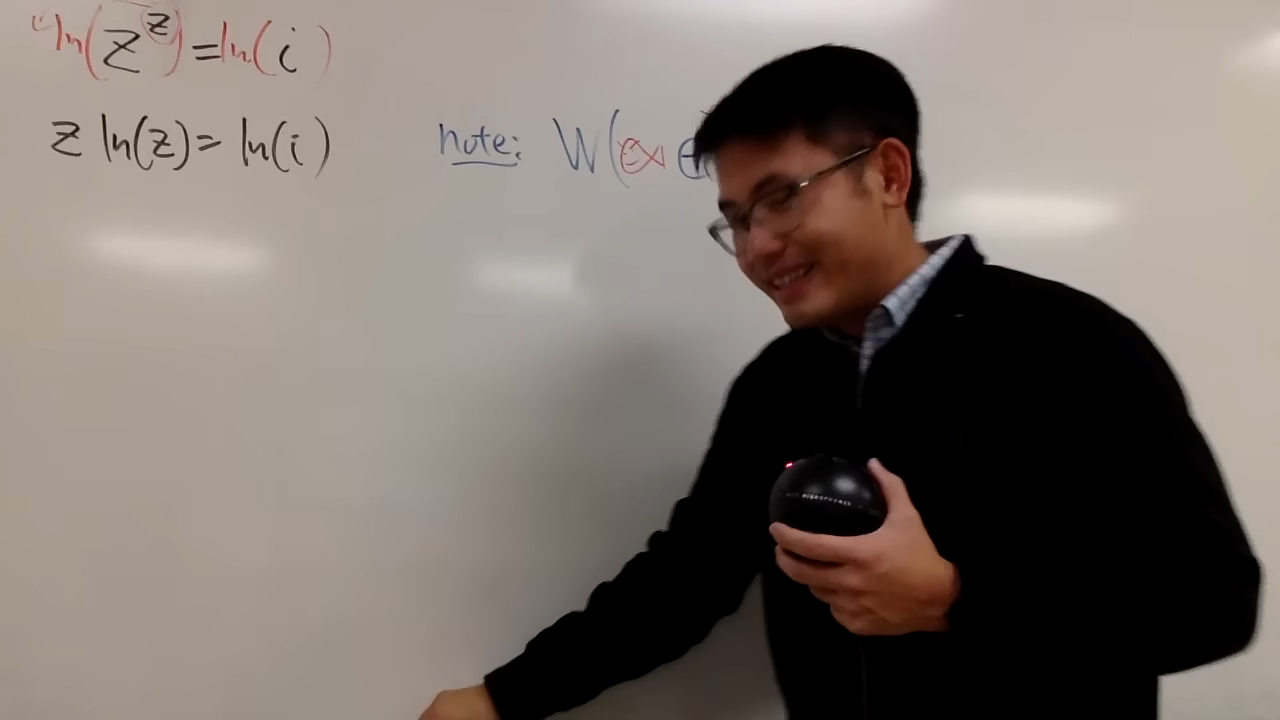 ln(z^z) = ln(i)
z ln(z) = ln(i) note: W(